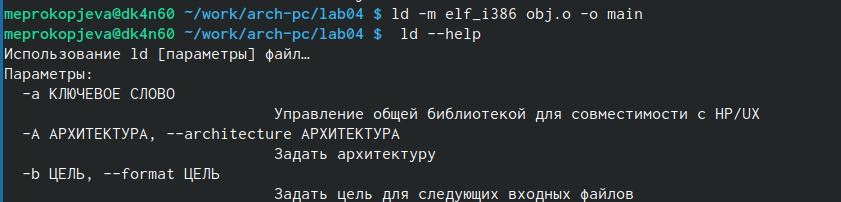 meprokopjeva@dk4n60 ~/work/arch-pc/lab04 $ ld -m elf_i386 obj.o -o main
meprokopjeva@dk4n60 ~/work/arch-pc/lab04 $ ld --help
Использование ld [параметры] файл…
Параметры:
-a КЛЮЧЕВОЕ СЛОВО
Управление общей библиотекой для совместимости с HP/UX
-A АРХИТЕКТУРА, --architecture АРХИТЕКТУРА
Задать архитектуру
-b ЦЕЛЬ, --format ЦЕЛЬ
Задать цель для следующих входных файлов